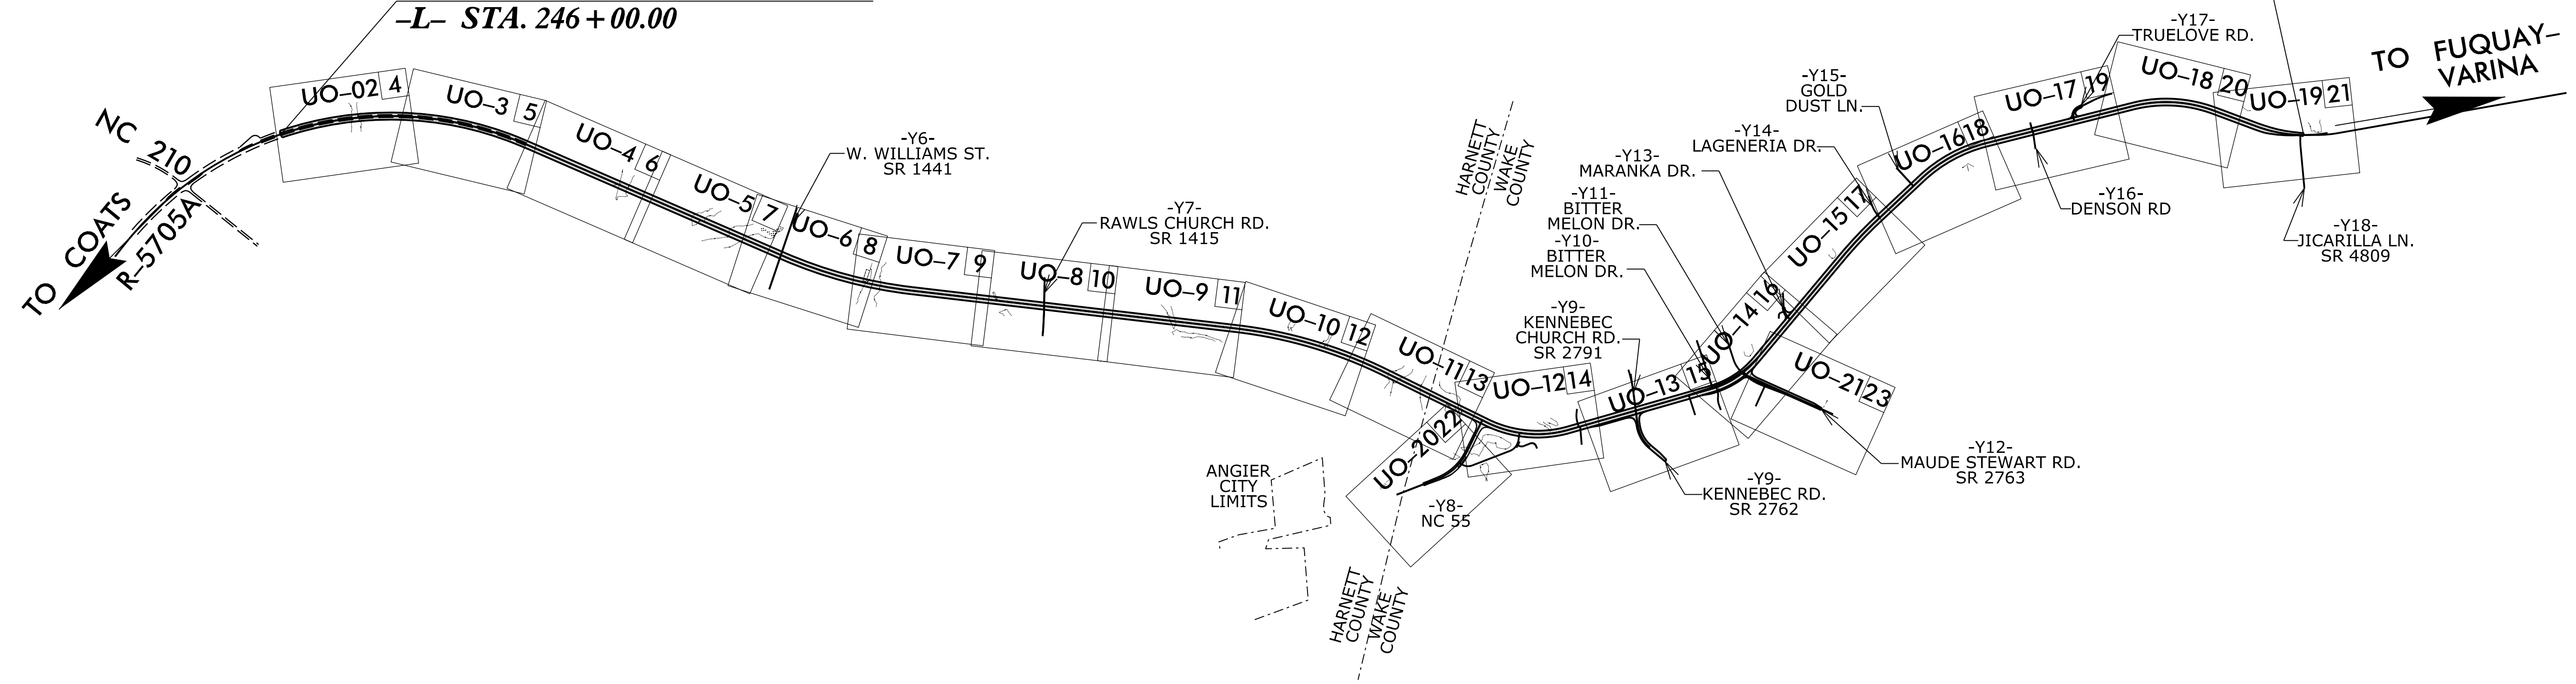 –L– STA. 246+00.00
NC 210
TO COATS
R–5705A
UO–02 4
UO–3 5
UO–4 6
UO–5 7
-Y6-
W. WILLIAMS ST.
SR 1441
UO–6 8
UO–7 9
-Y7-
RAWLS CHURCH RD.
SR 1415
UO–8 10
UO–9 11
UO–10 12
UO–11 13
HARNETT
COUNTY
WAKE
COUNTY
UO–12 14
UO–20 22
-Y8-
NC 55
ANGIER
CITY
LIMITS
HARNETT
COUNTY
WAKE
COUNTY
-Y9-
KENNEBEC
CHURCH RD.
SR 2791
UO–13 15
-Y9-
KENNEBEC RD.
SR 2762
-Y10-
BITTER
MELON DR.
-Y11-
BITTER
MELON DR.
UO–14 16
UO–21 23
-Y12-
MAUDE STEWART RD.
SR 2763
-Y13-
MARANKA DR.
UO–15 17
-Y14-
LAGENERIA DR.
-Y15-
GOLD
DUST LN.
UO–16 18
UO–17 19
-Y16-
DENSON RD
-Y17-
TRUELOVE RD.
UO–18 20
UO–19 21
-Y18-
JICARILLA LN.
SR 4809
TO FUQUAY–
VARINA